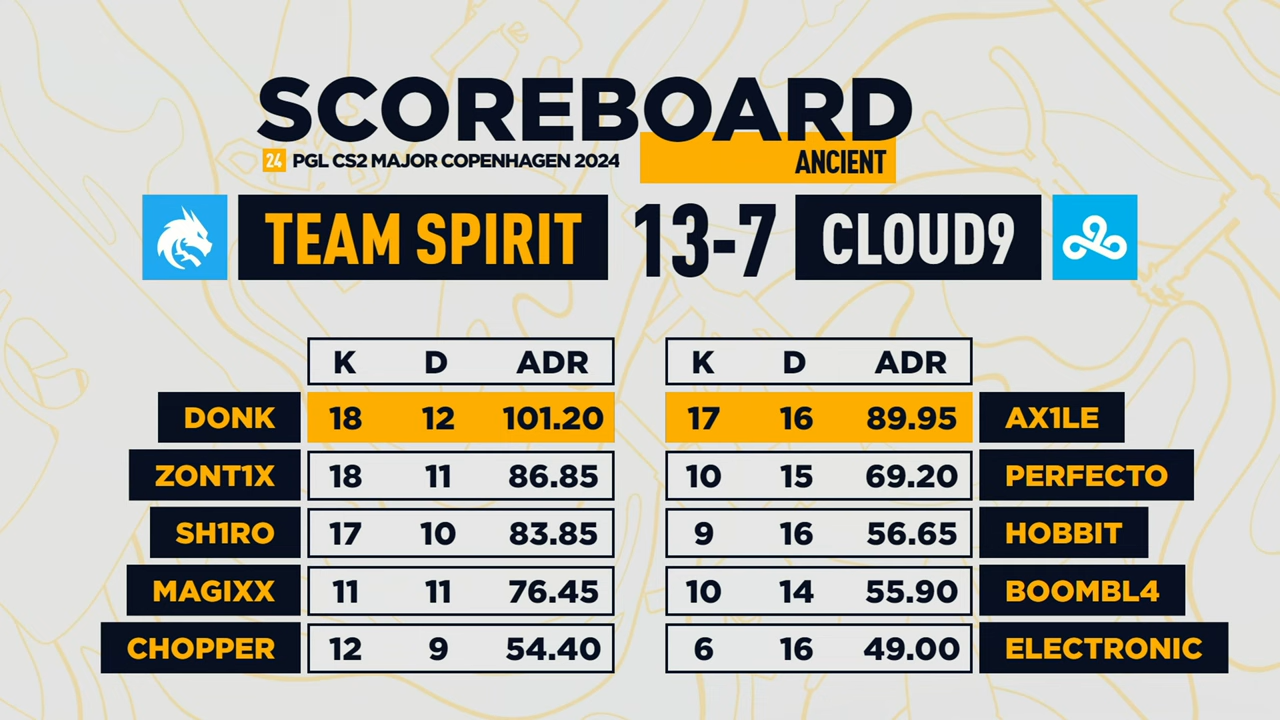 SCOREBOARD
24 PGL CS2 MAJOR COPENHAGEN 2024
ANCIENT
TEAM SPIRIT 13-7 CLOUD9
K D ADR K D ADR
DONK 18 12 101.20 17 16 89.95 AX1LE
ZONT1X 18 11 86.85 10 15 69.20 PERFECTO
SH1RO 17 10 83.85 9 16 56.65 HOBBIT
MAGIXX 11 11 76.45 10 14 55.90 BOOMBL4
CHOPPER 12 9 54.40 6 16 49.00 ELECTRONIC